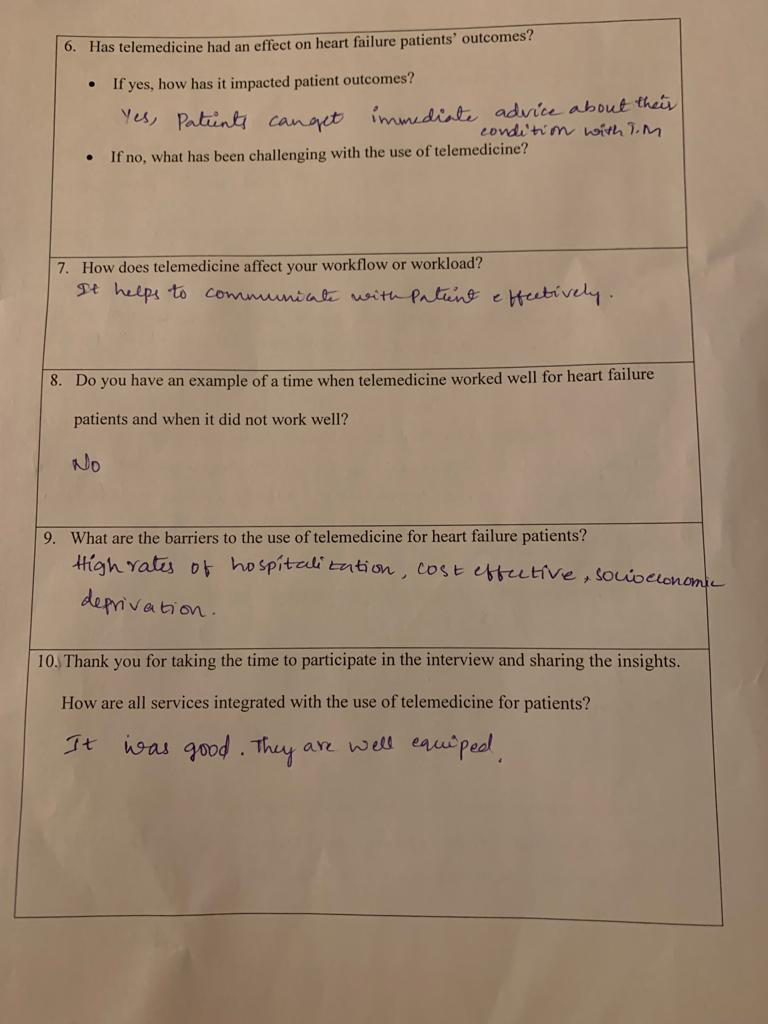 6. Has telemedicine had an effect on heart failure patients' outcomes?
• If yes, how has it impacted patient outcomes?
Yes, Patients can get immediate advice about their
condition with T.M
• If no, what has been challenging with the use of telemedicine?
7. How does telemedicine affect your workflow or workload?
It helps to communicate with Patient effectively.
8. Do you have an example of a time when telemedicine worked well for heart failure
patients and when it did not work well?
No
9. What are the barriers to the use of telemedicine for heart failure patients?
High rates of hospitalization, cost effective, socioeconomic
deprivation.
10. Thank you for taking the time to participate in the interview and sharing the insights.
How are all services integrated with the use of telemedicine for patients?
It was good. They are well equiped.